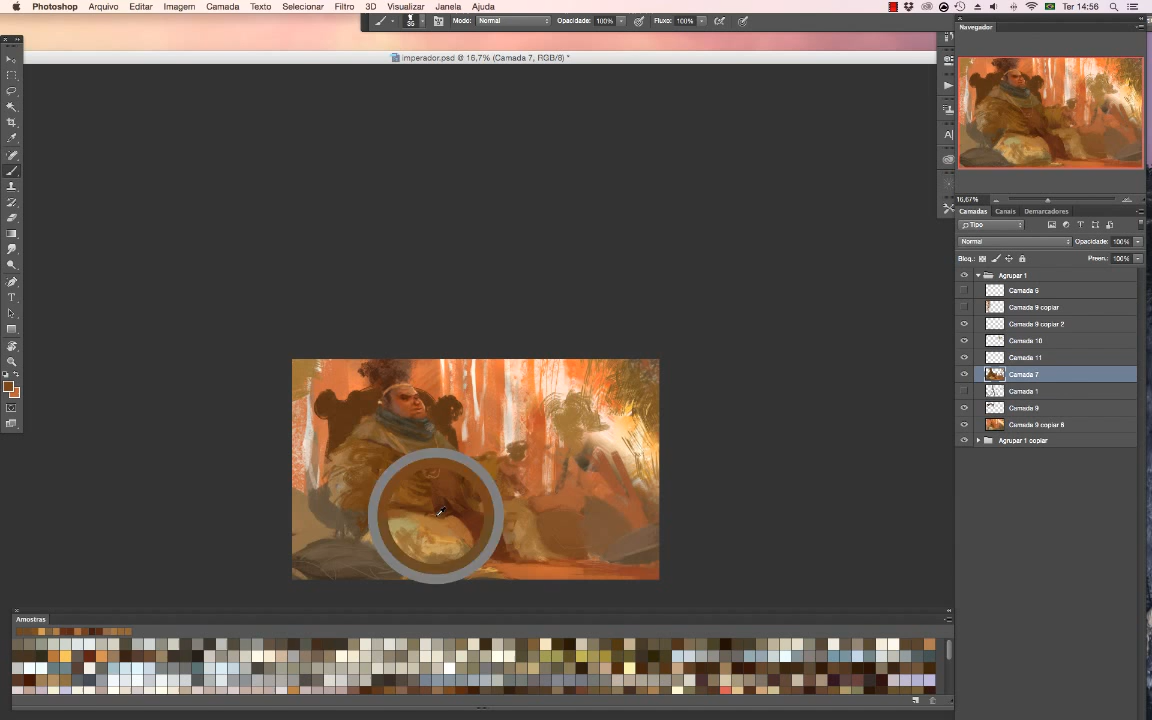 Photoshop Arquivo Editar Imagem Camada Texto Selecionar Filtro 3D Visualizar Janela Ajuda Ter 14:56
35 Modo: Normal Opacidade: 100% Fluxo: 100%
imperador.psd @ 16,7% (Camada 7, RGB/8) *
Navegador
16,67%
Camadas Canais Demarcadores
Tipo
Normal Opacidade: 100%
Bloq.: Preen.: 100%
Agrupar 1
Camada 6
Camada 9 copiar
Camada 9 copiar 2
Camada 10
Camada 11
Camada 7
Camada 1
Camada 9
Camada 9 copiar 6
Agrupar 1 copiar
Amostras